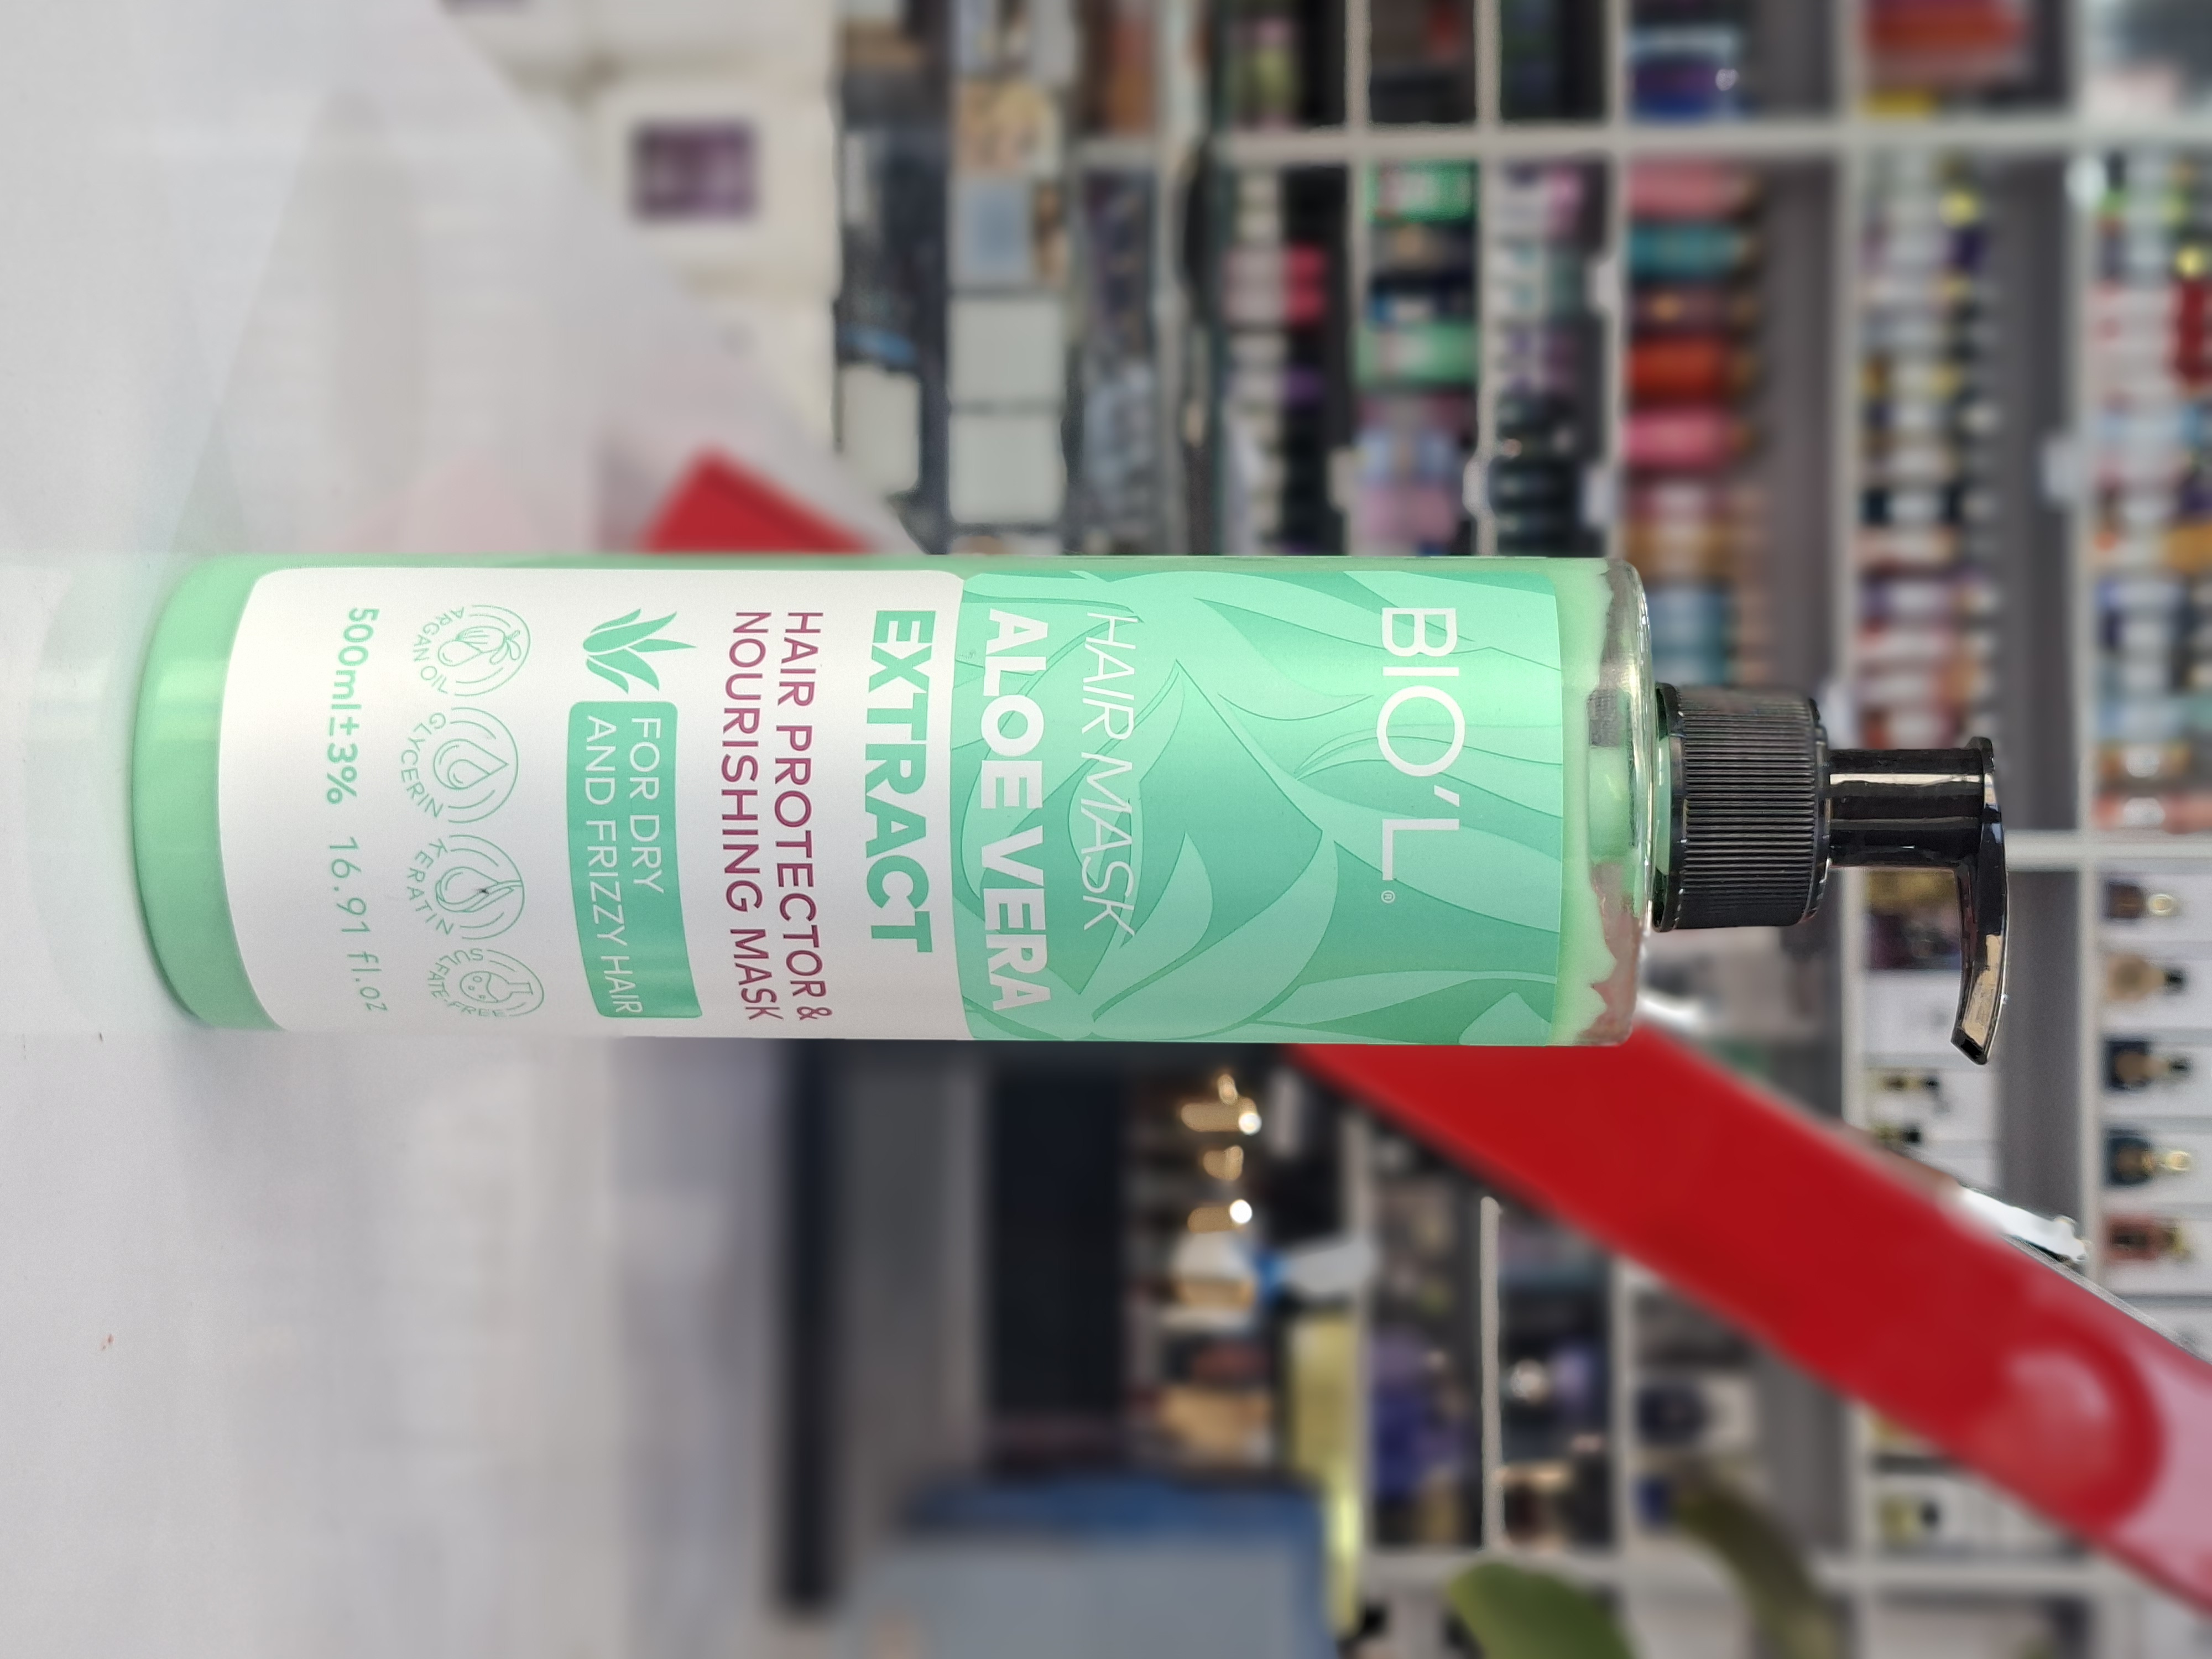 BIO'L®
HAIR MASK
ALOE VERA
EXTRACT
HAIR PROTECTOR &
NOURISHING MASK
FOR DRY
AND FRIZZY HAIR
ARGAN OIL
GLYCERIN
KERATIN
SULFATE-FREE
500ml±3% 16.91 fl.oz